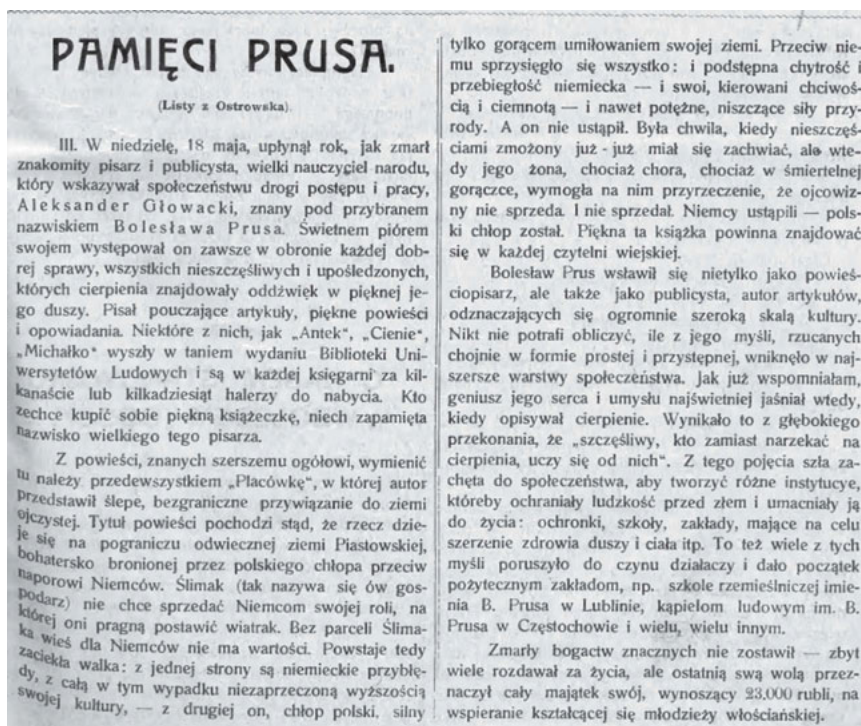 PAMIĘCI PRUSA.
(Listy z Ostrowska).
III. W niedzielę, 18 maja, upłynął rok, jak zmarł
znakomity pisarz i publicysta, wielki nauczyciel narodu,
który wskazywał społeczeństwu drogi postępu i pracy,
Aleksander Głowacki, znany pod przybranem
nazwiskiem Bolesława Prusa. Świetnem piórem
swojem występował on zawsze w obronie każdej dob-
rej sprawy, wszystkich nieszczęśliwych i upośledzonych,
których cierpienia znajdowały oddźwięk w pięknej je-
go duszy. Pisał pouczające artykuły, piękne powieści
i opowiadania. Niektóre z nich, jak „Antek“, „Cienie“,
„Michałko“ wyszły w taniem wydaniu Biblioteki Uni-
wersytetów Ludowych i są w każdej księgarni za kil-
kanaście lub kilkadziesiąt halerzy do nabycia. Kto
zechce kupić sobie piękną książeczkę, niech zapamięta
nazwisko wielkiego tego pisarza.
Z powieści, znanych szerszemu ogółowi, wymienić
tu należy przedewszystkiem „Placówkę“, w której autor
przedstawił ślepe, bezgraniczne przywiązanie do ziemi
ojczystej. Tytuł powieści pochodzi stąd, że rzecz dzie-
je się na pograniczu odwiecznej ziemi Piastowskiej,
bohatersko bronionej przez polskiego chłopa przeciw
naporowi Niemców. Ślimak (tak nazywa się ów gos-
podarz) nie chce sprzedać Niemcom swojej roli, na
której oni pragną postawić wiatrak. Bez parceli Ślima-
ka wieś dla Niemców nie ma wartości. Powstaje tedy
zaciekła walka: z jednej strony są niemieckie przybłę-
dy, z całą w tym wypadku niezaprzeczoną wyższością
swojej kultury, — z drugiej on, chłop polski, silny
tylko gorącem umiłowaniem swojej ziemi. Przeciw nie-
mu sprzysięgło się wszystko: i podstępna chytrość i
przebiegłość niemiecka — i swoi, kierowani chciwoś-
cią i ciemnotą — i nawet potężne, niszczące siły przy-
rody. A on nie ustąpił. Była chwila, kiedy nieszczęś-
ciami zmożony już-już miał się zachwiać, ale wte-
dy jego żona, chociaż chora, chociaż w śmiertelnej
gorączce, wymogła na nim przyrzeczenie, że ojcowiz-
ny nie sprzeda. I nie sprzedał. Niemcy ustąpili — pols-
ki chłop został. Piękna ta książka powinna znajdować
się w każdej czytelni wiejskiej.
Bolesław Prus wsławił się nietylko jako powieś-
ciopisarz, ale także jako publicysta, autor artykułów,
odznaczających się ogromnie szeroką skalą kultury.
Nikt nie potrafi obliczyć, ile z jego myśli, rzucanych
chojnie w formie prostej i przystępnej, wniknęło w naj-
szersze warstwy społeczeństwa. Jak już wspomniałam,
geniusz jego serca i umysłu najświetniej jaśniał wtedy,
kiedy opisywał cierpienie. Wynikało to z głębokiego
przekonania, że „szczęśliwy, kto zamiast narzekać na
cierpienia, uczy się od nich“. Z tego pojęcia szła za-
chęta do społeczeństwa, aby tworzyć różne instytucye,
któreby ochraniały ludzkość przed złem i umacniały ją
do życia: ochronki, szkoły, zakłady, mające na celu
szerzenie zdrowia duszy i ciała itp. To też wiele z tych
myśli poruszyło do czynu działaczy i dało początek
pożytecznym zakładom, np. szkole rzemieślniczej imie-
nia B. Prusa w Lublinie, kąpielom ludowym im. B.
Prusa w Częstochowie i wielu, wielu innym.
Zmarły bogactw znacznych nie zostawił — zbyt
wiele rozdawał za życia, ale ostatnią swą wolą przez-
naczył cały majątek swój, wynoszący 23.000 rubli, na
wspieranie kształcącej się młodzieży włościańskiej.